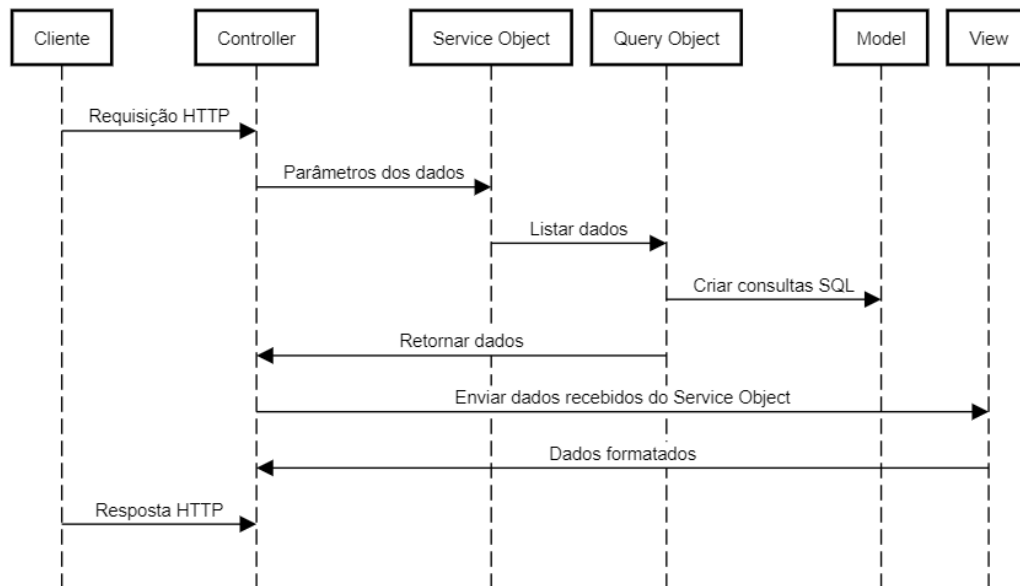 Cliente
Controller
Service Object
Query Object
Model
View
Requisição HTTP
Parâmetros dos dados
Listar dados
Criar consultas SQL
Retornar dados
Enviar dados recebidos do Service Object
Dados formatados
Resposta HTTP